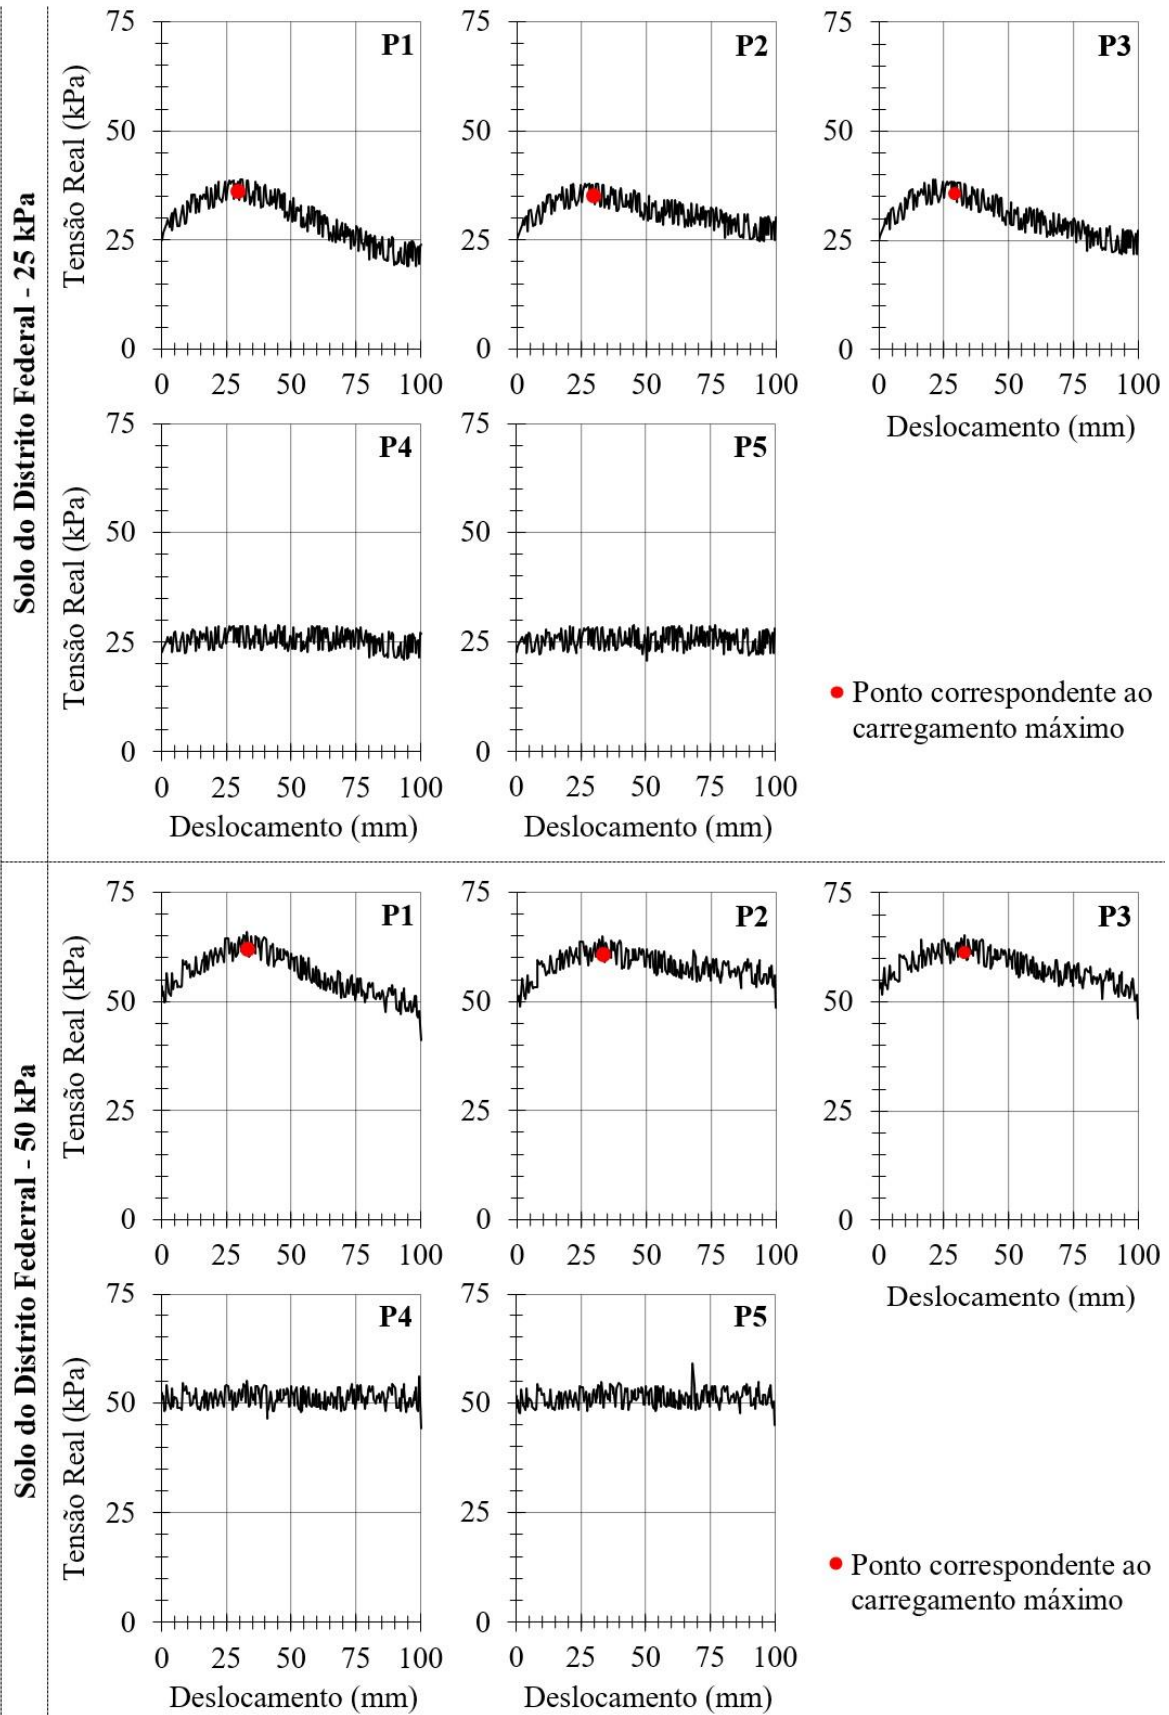 Solo do Distrito Federal - 25 kPa
Tensão Real (kPa)
75
50
25
0
P1
0 25 50 75 100
75
50
25
0
P2
0 25 50 75 100
75
50
25
0
P3
0 25 50 75 100
Deslocamento (mm)
Tensão Real (kPa)
75
50
25
0
P4
0 25 50 75 100
Deslocamento (mm)
75
50
25
0
P5
0 25 50 75 100
Deslocamento (mm)
Ponto correspondente ao
carregamento máximo
Solo do Distrito Federral - 50 kPa
Tensão Real (kPa)
75
50
25
0
P1
0 25 50 75 100
75
50
25
0
P2
0 25 50 75 100
75
50
25
0
P3
0 25 50 75 100
Deslocamento (mm)
Tensão Real (kPa)
75
50
25
0
P4
0 25 50 75 100
Deslocamento (mm)
75
50
25
0
P5
0 25 50 75 100
Deslocamento (mm)
Ponto correspondente ao
carregamento máximo